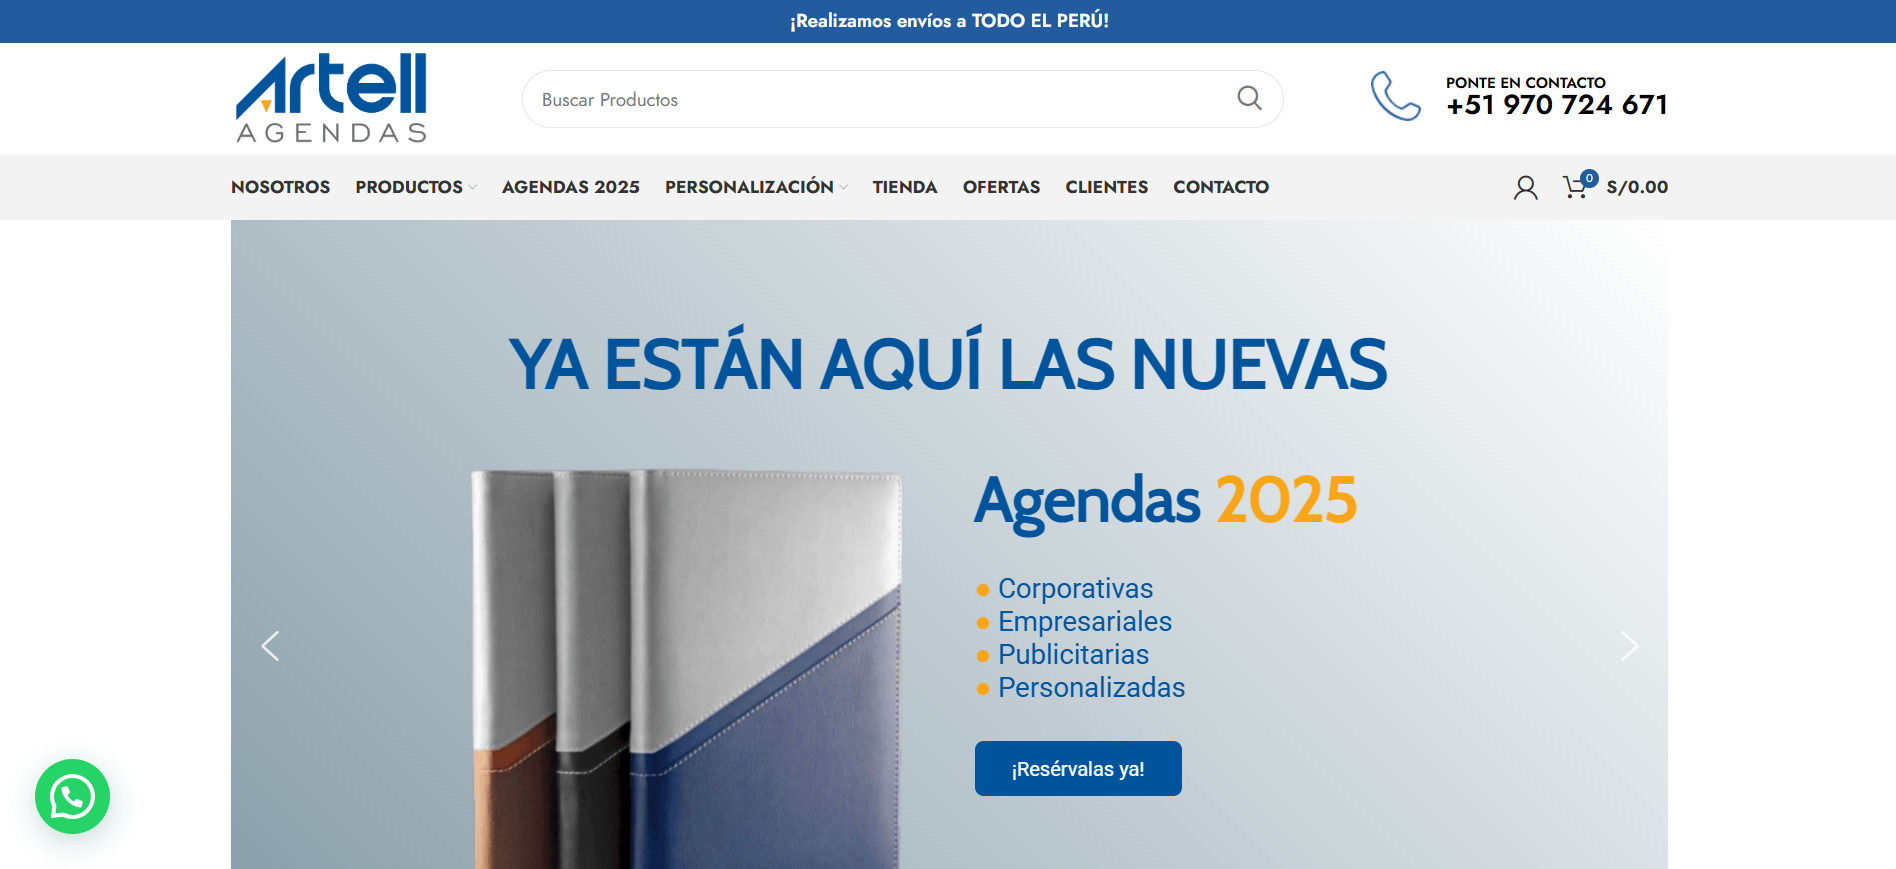 ¡Realizamos envíos a TODO EL PERÚ!
Artell
AGENDAS
Buscar Productos
PONTE EN CONTACTO
+51 970 724 671
NOSOTROS PRODUCTOS AGENDAS 2025 PERSONALIZACIÓN TIENDA OFERTAS CLIENTES CONTACTO 0 S/0.00
YA ESTÁN AQUÍ LAS NUEVAS
Agendas 2025
Corporativas
Empresariales
Publicitarias
Personalizadas
¡Resérvalas ya!